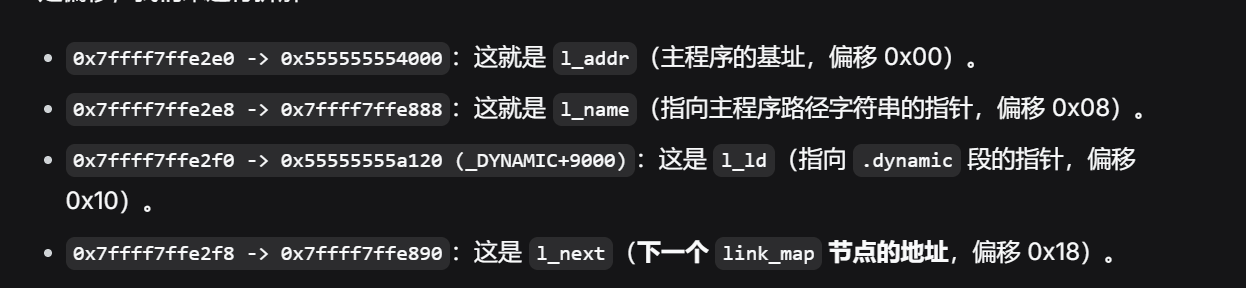 • 0x7ffff7ffe2e0 -> 0x555555554000：这就是 l_addr（主程序的基址，偏移 0x00）。
• 0x7ffff7ffe2e8 -> 0x7ffff7ffe888：这就是 l_name（指向主程序路径字符串的指针，偏移 0x08）。
• 0x7ffff7ffe2f0 -> 0x55555555a120 (_DYNAMIC+9000)：这是 l_ld（指向 .dynamic 段的指针，偏移
0x10）。
• 0x7ffff7ffe2f8 -> 0x7ffff7ffe890：这是 l_next（下一个 link_map 节点的地址，偏移 0x18）。